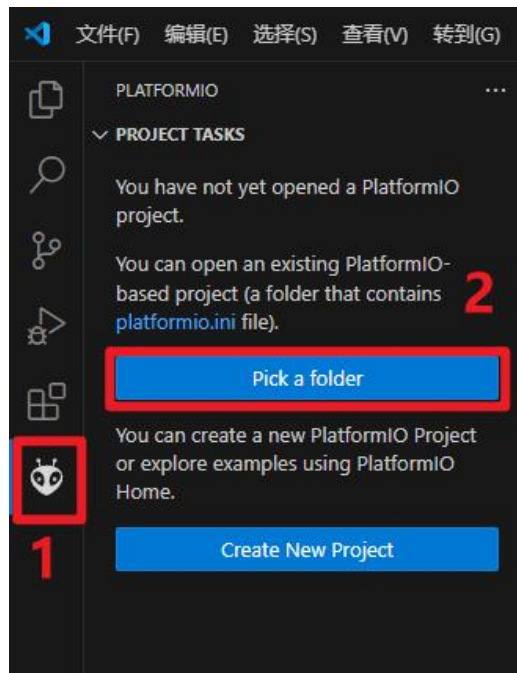 文件(F) 编辑(E) 选择(S) 查看(V) 转到(G)
PLATFORMIO ...
PROJECT TASKS
You have not yet opened a PlatformIO
project.
You can open an existing PlatformIO-
based project (a folder that contains
platformio.ini file).
2
Pick a folder
You can create a new PlatformIO Project
or explore examples using PlatformIO
Home.
1
Create New Project